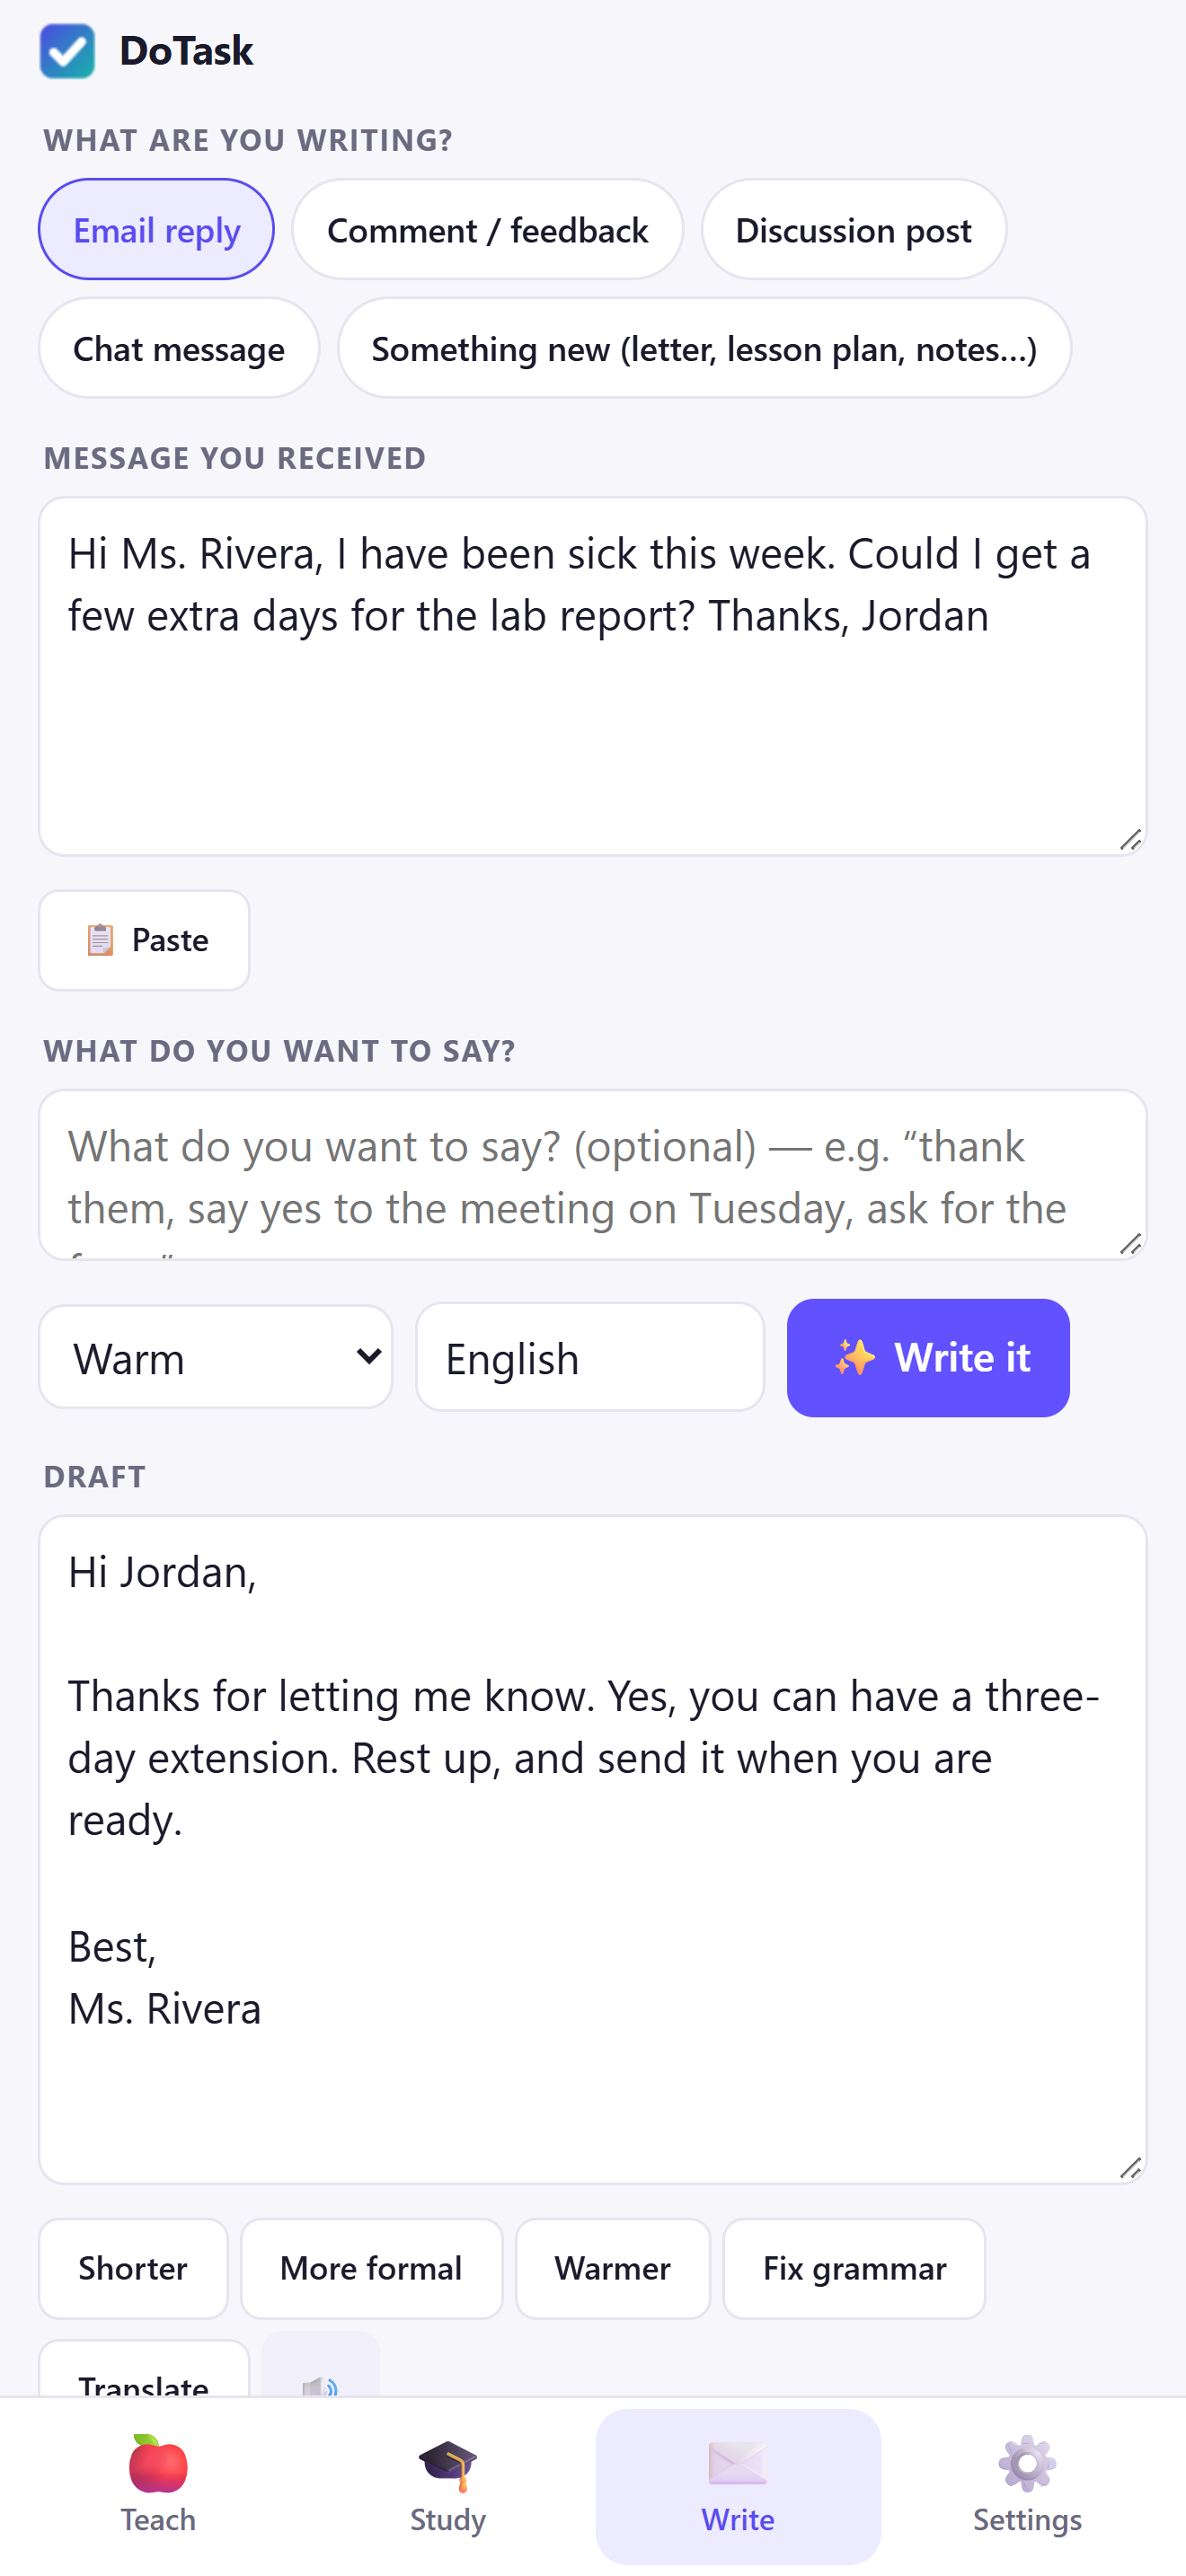 DoTask
WHAT ARE YOU WRITING?
Email reply
Comment / feedback
Discussion post
Chat message
Something new (letter, lesson plan, notes...)
MESSAGE YOU RECEIVED
Hi Ms. Rivera, I have been sick this week. Could I get a
few extra days for the lab report? Thanks, Jordan
Paste
WHAT DO YOU WANT TO SAY?
What do you want to say? (optional) — e.g. “thank
them, say yes to the meeting on Tuesday, ask for the
Warm
English
Write it
DRAFT
Hi Jordan,
Thanks for letting me know. Yes, you can have a three-
day extension. Rest up, and send it when you are
ready.
Best,
Ms. Rivera
Shorter
More formal
Warmer
Fix grammar
Translate
Teach
Study
Write
Settings